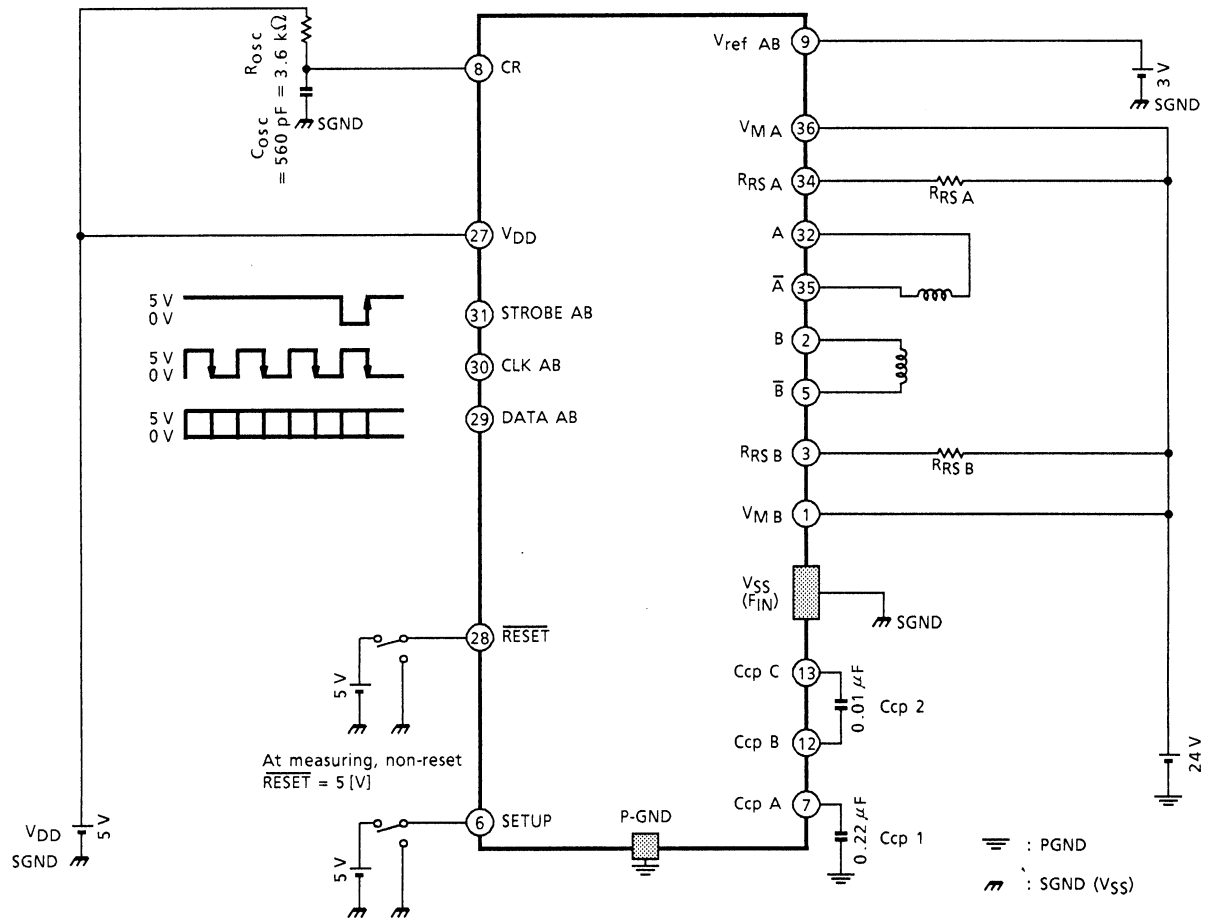 Rosc = 3.6 kΩ
Cosc = 560 pF
SGND
8
CR
Vref AB
9
3 V
SGND
VM A
36
RRS A
34
RRS A
27
VDD
A
32
A̅
35
5 V
0 V
31
STROBE AB
B
2
5 V
0 V
30
CLK AB
B̅
5
5 V
0 V
29
DATA AB
RRS B
3
RRS B
VM B
1
VSS
(FIN)
SGND
28
R̅E̅S̅E̅T̅
5 V
Ccp C
13
0.01 μF
Ccp 2
Ccp B
12
24 V
At measuring, non-reset
R̅E̅S̅E̅T̅ = 5 [V]
Ccp A
7
0.22 μF
Ccp 1
6
SETUP
P-GND
5 V
VDD
5 V
SGND
: PGND
: SGND (VSS)